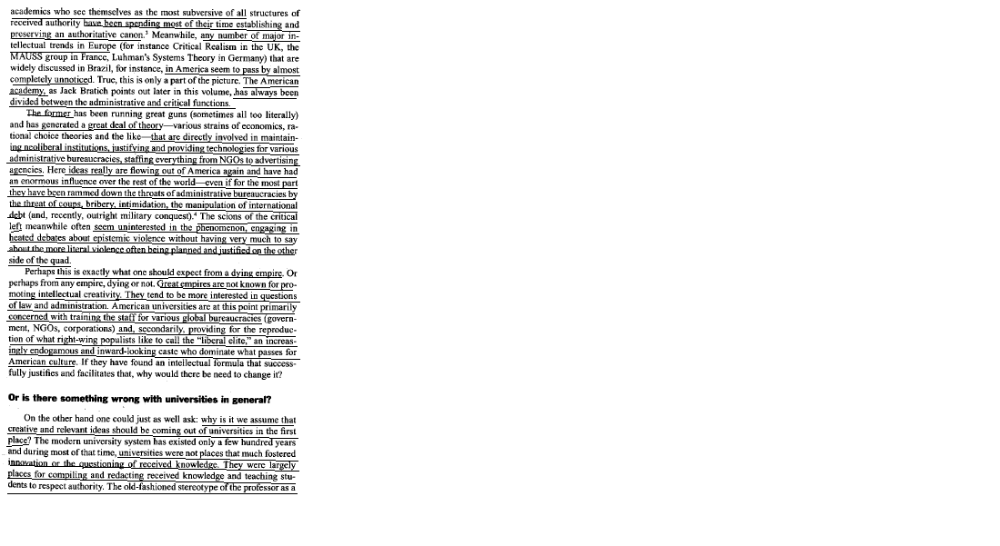 academics who see themselves as the most subversive of all structures of
received authority have been spending most of their time establishing and
preserving an authoritative canon.³ Meanwhile, any number of major in-
tellectual trends in Europe (for instance Critical Realism in the UK, the
MAUSS group in France, Luhman's Systems Theory in Germany) that are
widely discussed in Brazil, for instance, in America seem to pass by almost
completely unnoticed. True, this is only a part of the picture. The American
academy, as Jack Bratich points out later in this volume, has always been
divided between the administrative and critical functions.
The former has been running great guns (sometimes all too literally)
and has generated a great deal of theory—various strains of economics, ra-
tional choice theories and the like—that are directly involved in maintain-
ing neoliberal institutions, justifying and providing technologies for various
administrative bureaucracies, staffing everything from NGOs to advertising
agencies. Here ideas really are flowing out of America again and have had
an enormous influence over the rest of the world—even if for the most part
they have been rammed down the throats of administrative bureaucracies by
the threat of coups, bribery, intimidation, the manipulation of international
debt (and, recently, outright military conquest).⁴ The scions of the critical
left meanwhile often seem uninterested in the phenomenon, engaging in
heated debates about epistemic violence without having very much to say
about the more literal violence often being planned and justified on the other
side of the quad.
Perhaps this is exactly what one should expect from a dying empire. Or
perhaps from any empire, dying or not. Great empires are not known for pro-
moting intellectual creativity. They tend to be more interested in questions
of law and administration. American universities are at this point primarily
concerned with training the staff for various global bureaucracies (govern-
ment, NGOs, corporations) and, secondarily, providing for the reproduc-
tion of what right-wing populists like to call the "liberal elite," an increas-
ingly endogamous and inward-looking caste who dominate what passes for
American culture. If they have found an intellectual formula that success-
fully justifies and facilitates that, why would there be need to change it?
Or is there something wrong with universities in general?
On the other hand one could just as well ask: why is it we assume that
creative and relevant ideas should be coming out of universities in the first
place? The modern university system has existed only a few hundred years
and during most of that time, universities were not places that much fostered
innovation or the questioning of received knowledge. They were largely
places for compiling and redacting received knowledge and teaching stu-
dents to respect authority. The old-fashioned stereotype of the professor as a